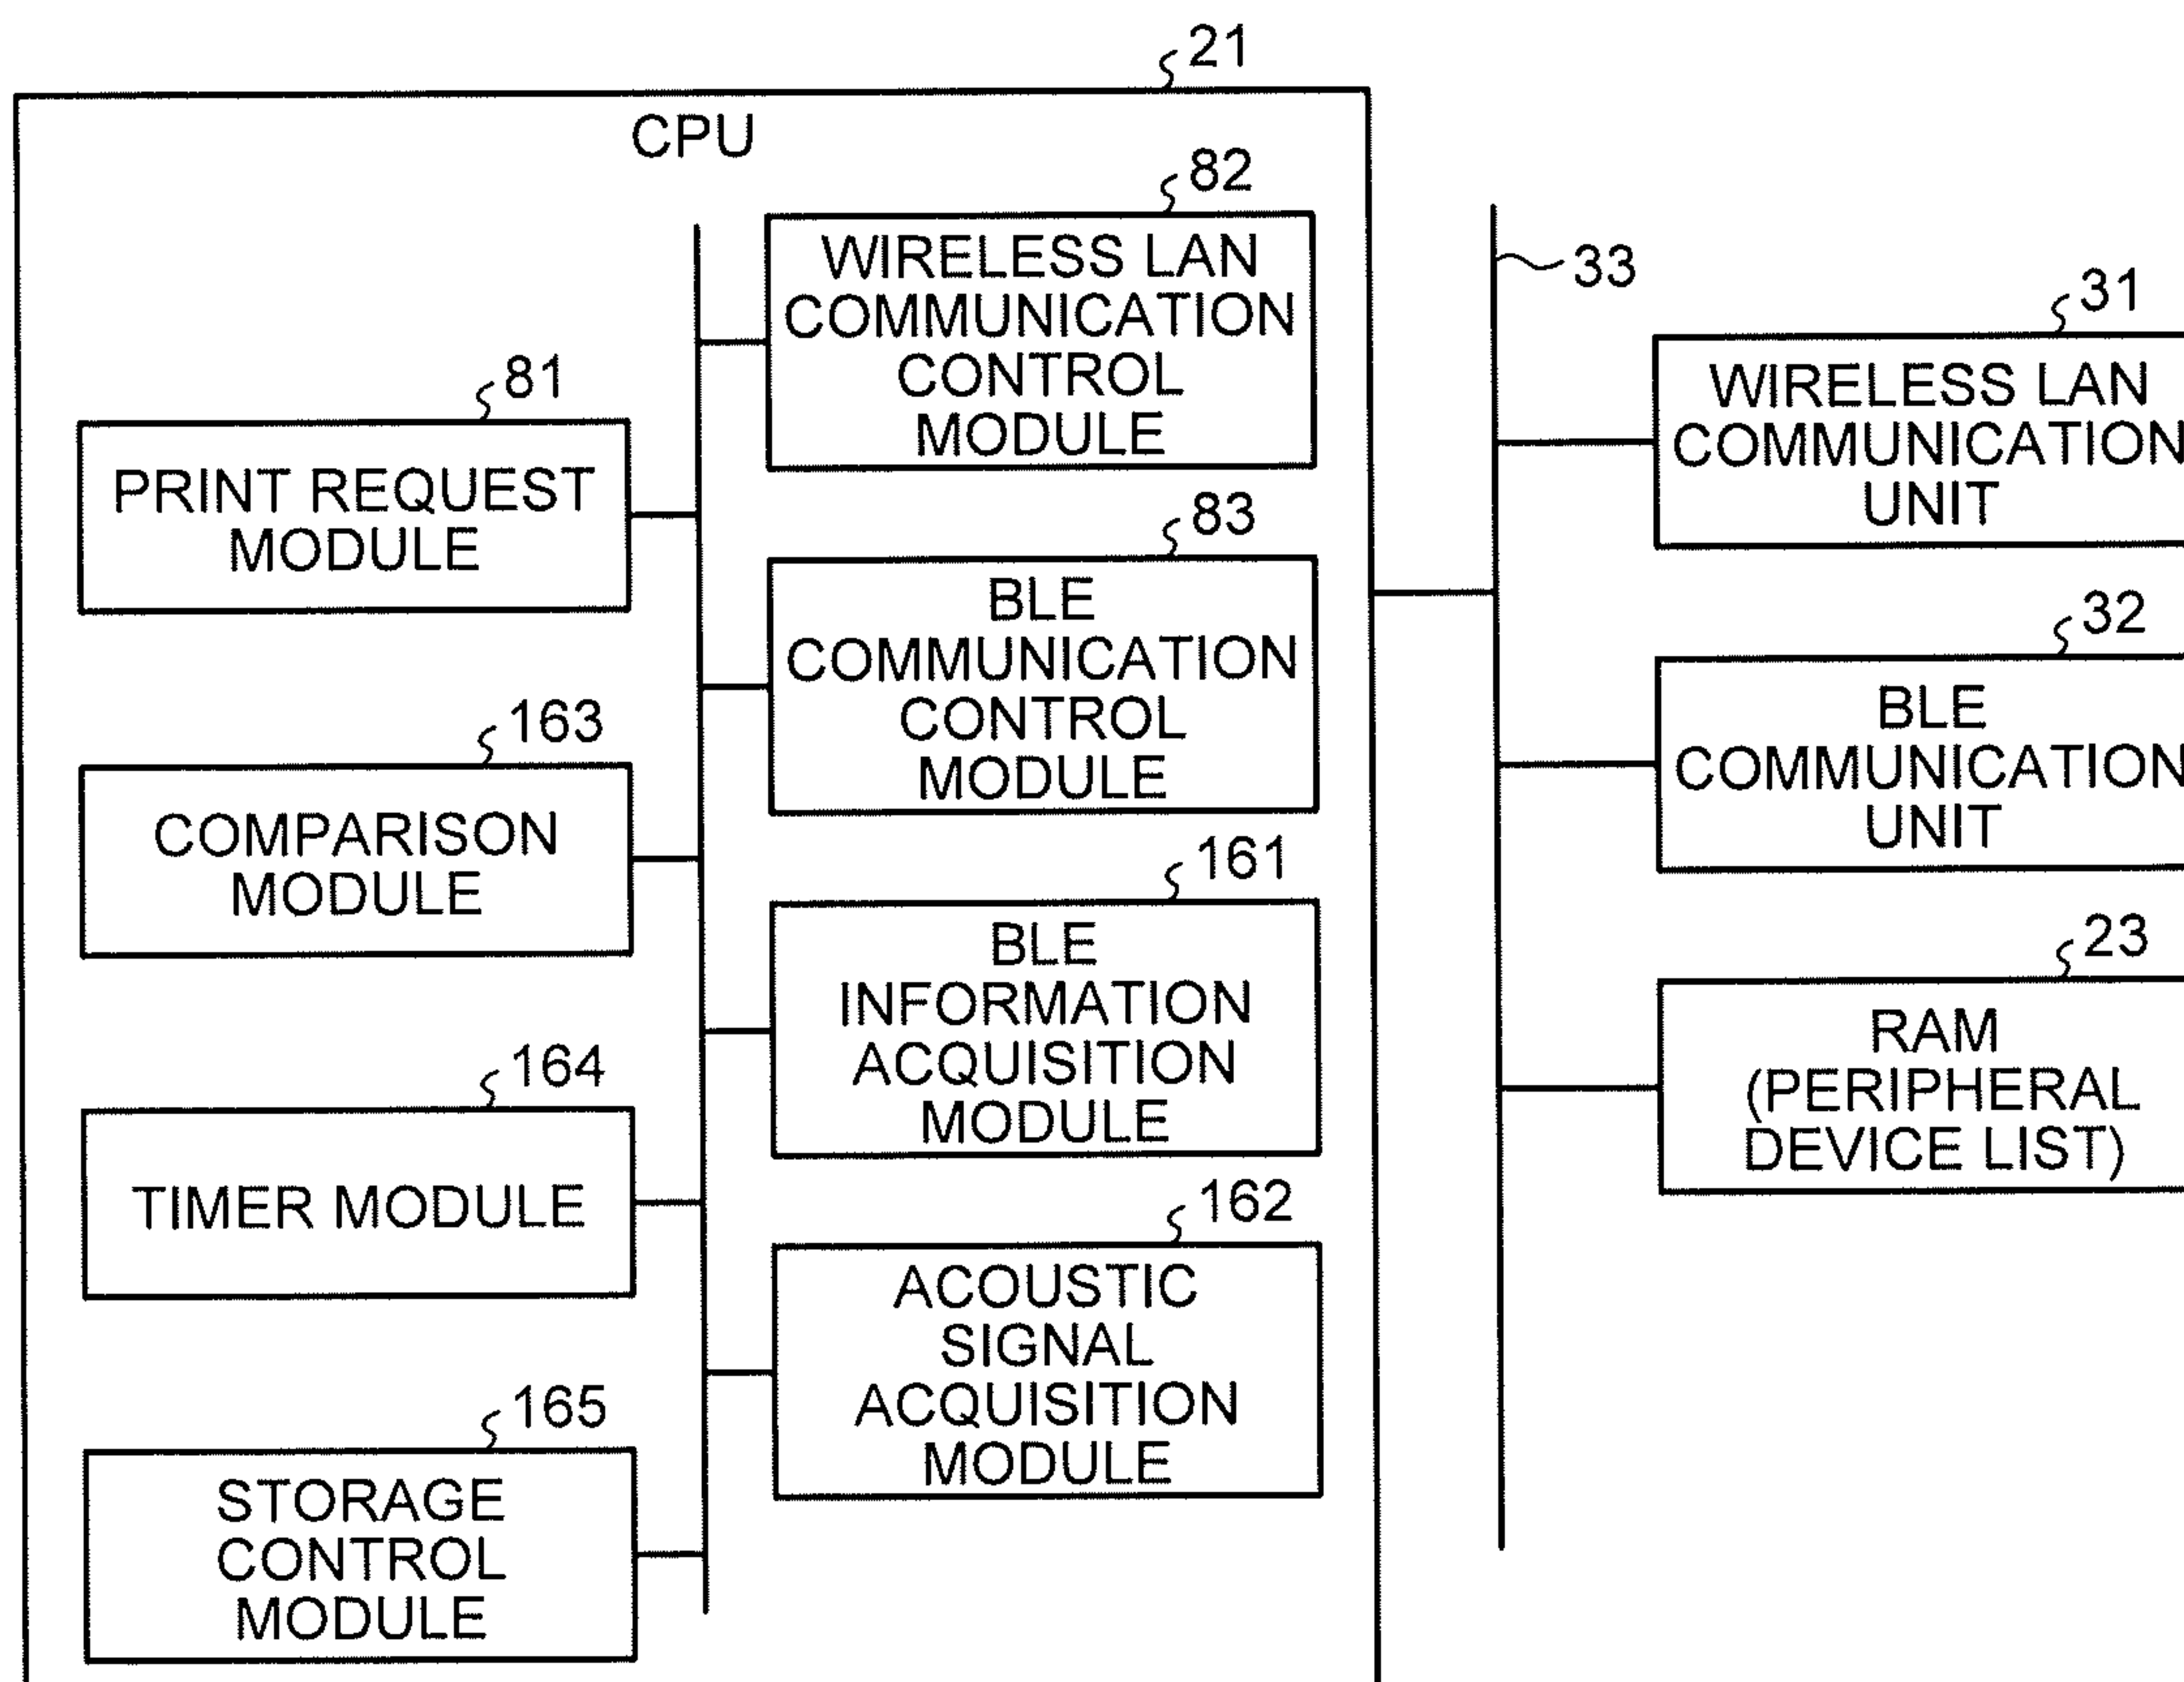 21
CPU
82
WIRELESS LAN
COMMUNICATION
CONTROL
MODULE
81
PRINT REQUEST
MODULE
83
BLE
COMMUNICATION
CONTROL
MODULE
163
COMPARISON
MODULE
161
BLE
INFORMATION
ACQUISITION
MODULE
164
TIMER MODULE
162
ACOUSTIC
SIGNAL
ACQUISITION
MODULE
165
STORAGE
CONTROL
MODULE
33
31
WIRELESS LAN
COMMUNICATION
UNIT
32
BLE
COMMUNICATION
UNIT
23
RAM
(PERIPHERAL
DEVICE LIST)